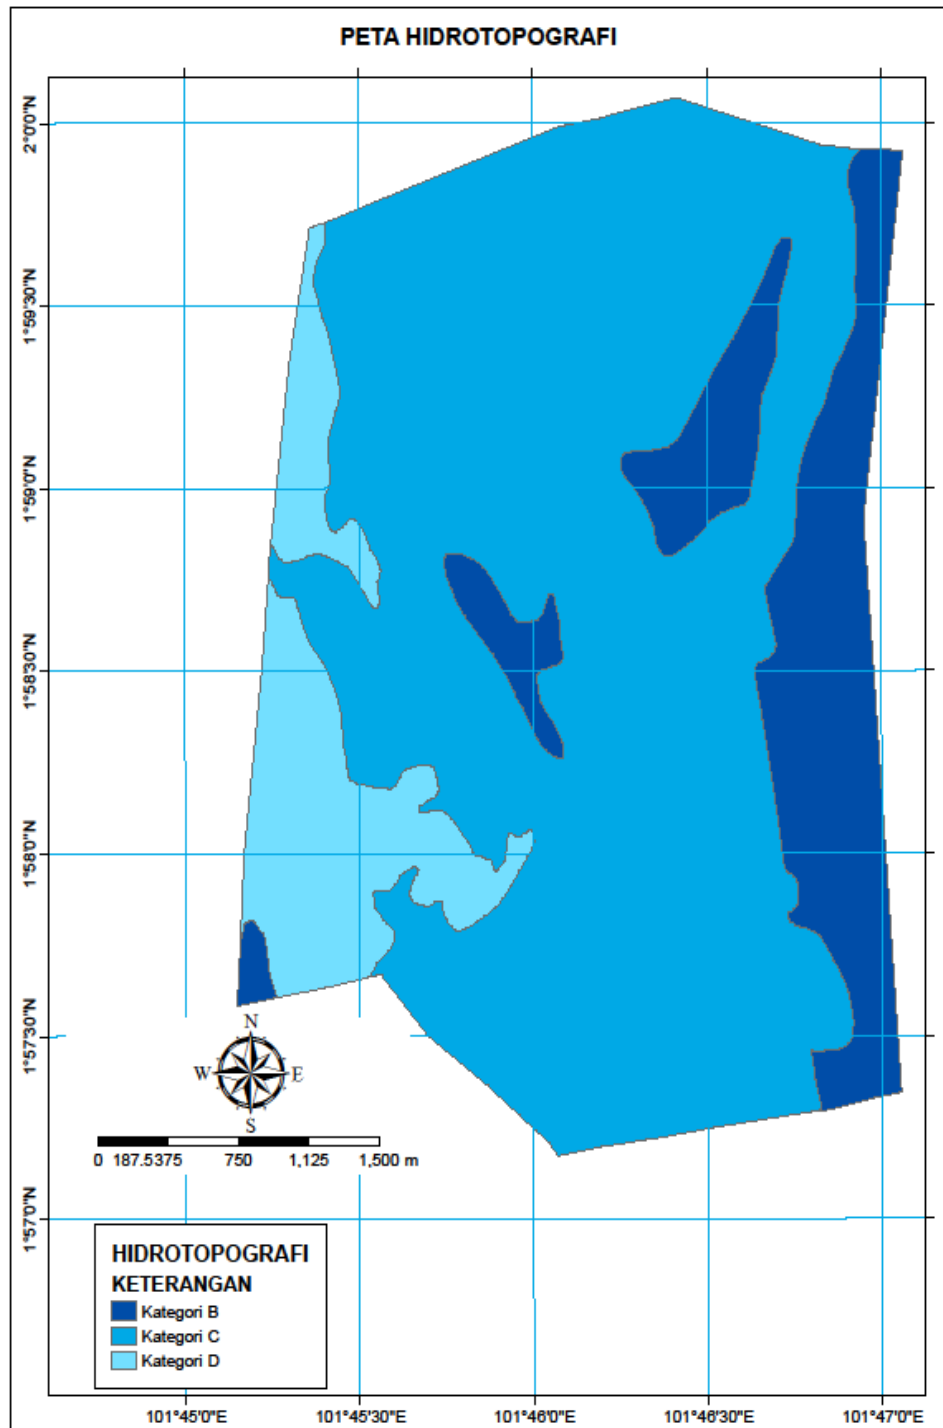 PETA HIDROTOPOGRAFI
2°0'0"N
1°59'30"N
1°59'0"N
1°58'30"N
1°58'0"N
1°57'30"N
1°57'0"N
N
W E
S
0 187.5375 750 1,125 1,500 m
HIDROTOPOGRAFI
KETERANGAN
Kategori B
Kategori C
Kategori D
101°45'0"E 101°45'30"E 101°46'0"E 101°46'30"E 101°47'0"E